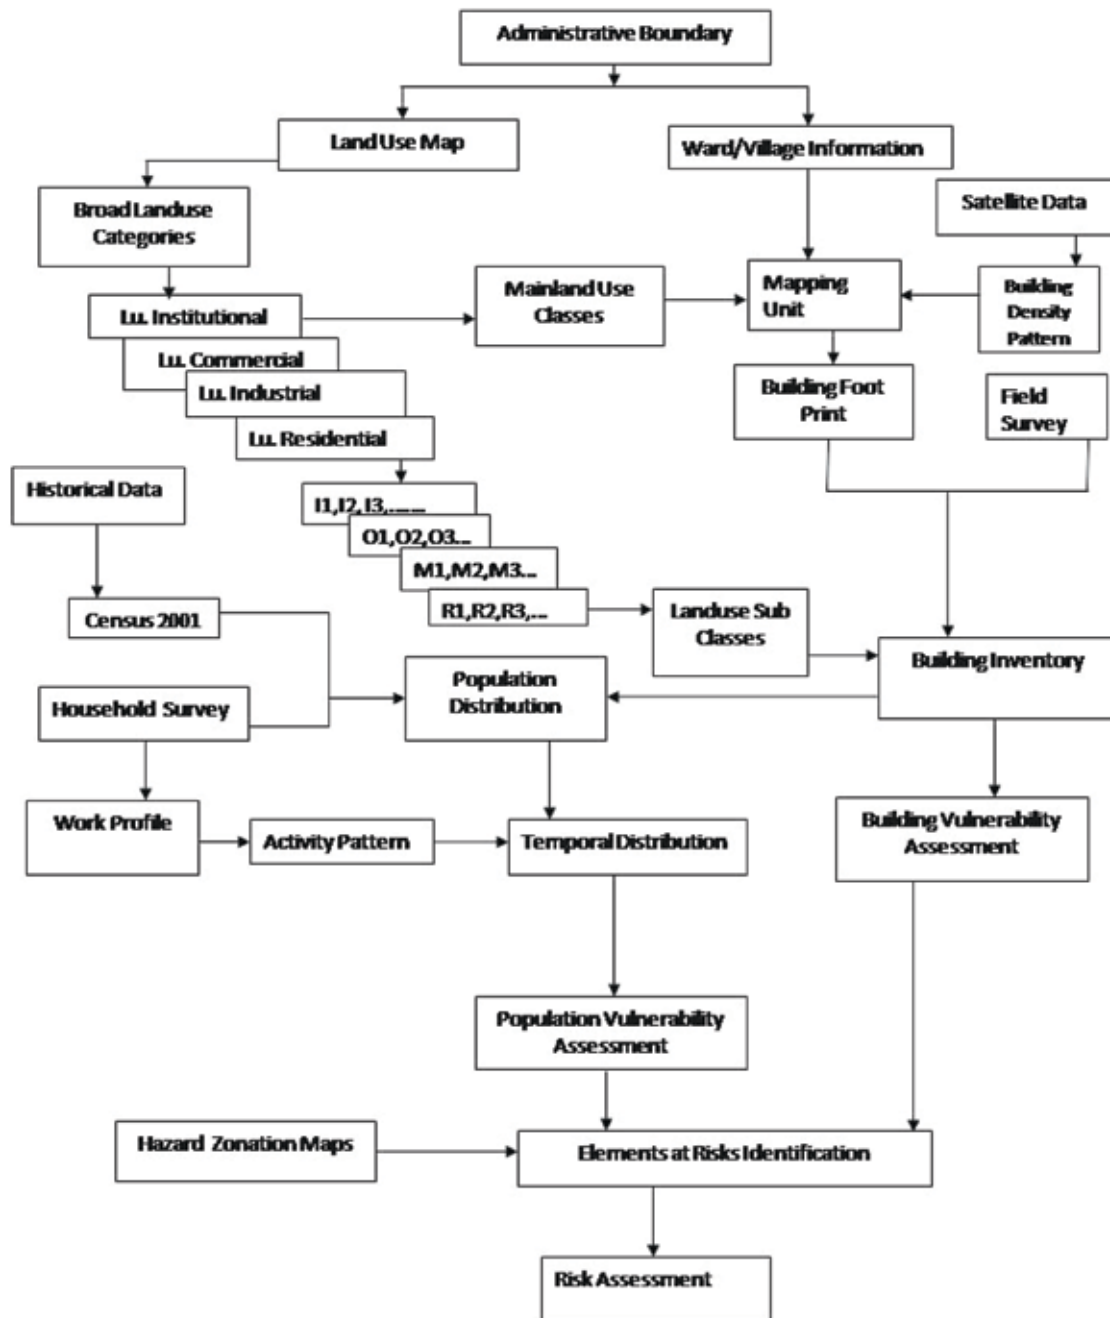 Administrative Boundary
Land Use Map
Ward/Village Information
Broad Landuse
Categories
Satellite Data
Mainland Use
Classes
Mapping
Unit
Building
Density
Pattern
Lu. Institutional
Lu. Commercial
Lu. Industrial
Lu. Residential
Building Foot
Print
Field
Survey
Historical Data
I1,I2,I3,......
O1,O2,O3...
M1,M2,M3...
R1,R2,R3,...
Census 2001
Landuse Sub
Classes
Building Inventory
Population
Distribution
Household Survey
Work Profile
Activity Pattern
Temporal Distribution
Building Vulnerability
Assessment
Population Vulnerability
Assessment
Hazard Zonation Maps
Elements at Risks Identification
Risk Assessment